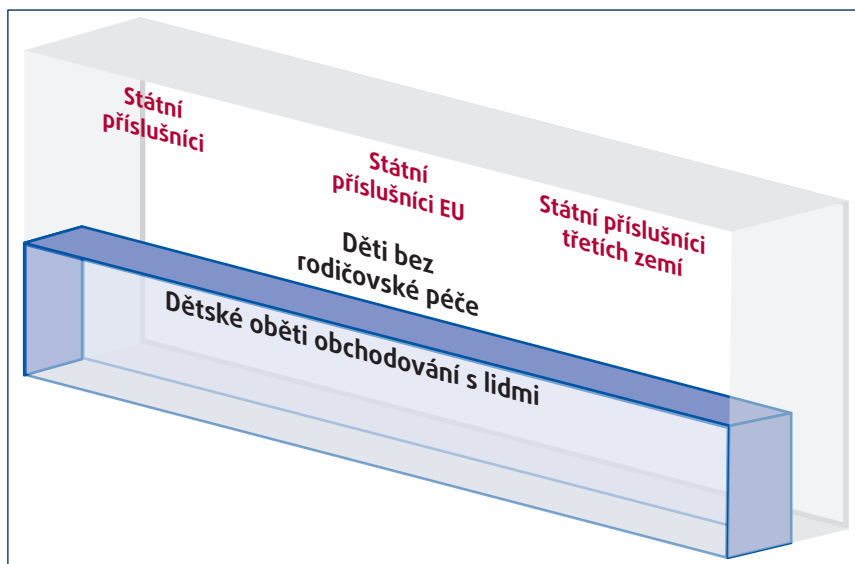 Státní
příslušníci
Státní
příslušníci EU
Státní příslušníci
třetích zemí
Děti bez
rodičovské péče
Dětské oběti obchodování s lidmi